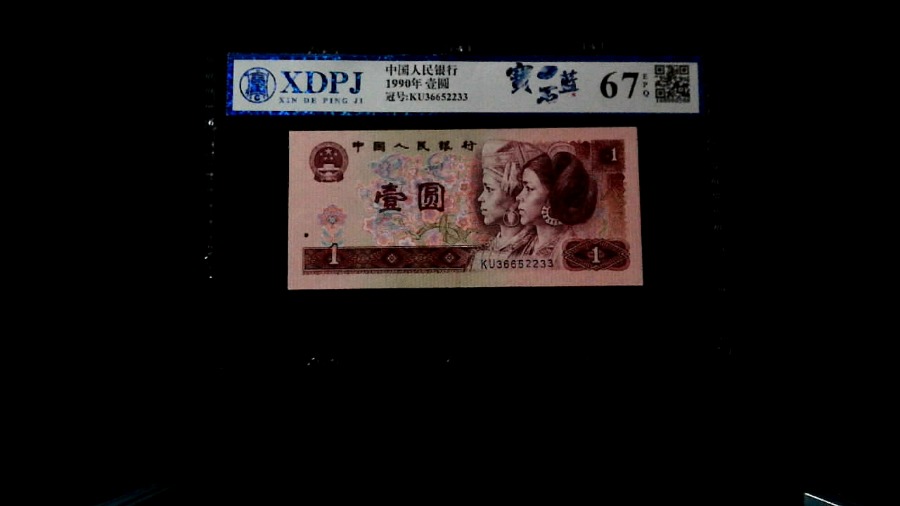 XDPJ
XIN DE PING JI
中国人民银行
1990年 壹圆
冠号:KU36652233
67
EPQ
中国人民银行
1
壹圆
1
KU36652233
1